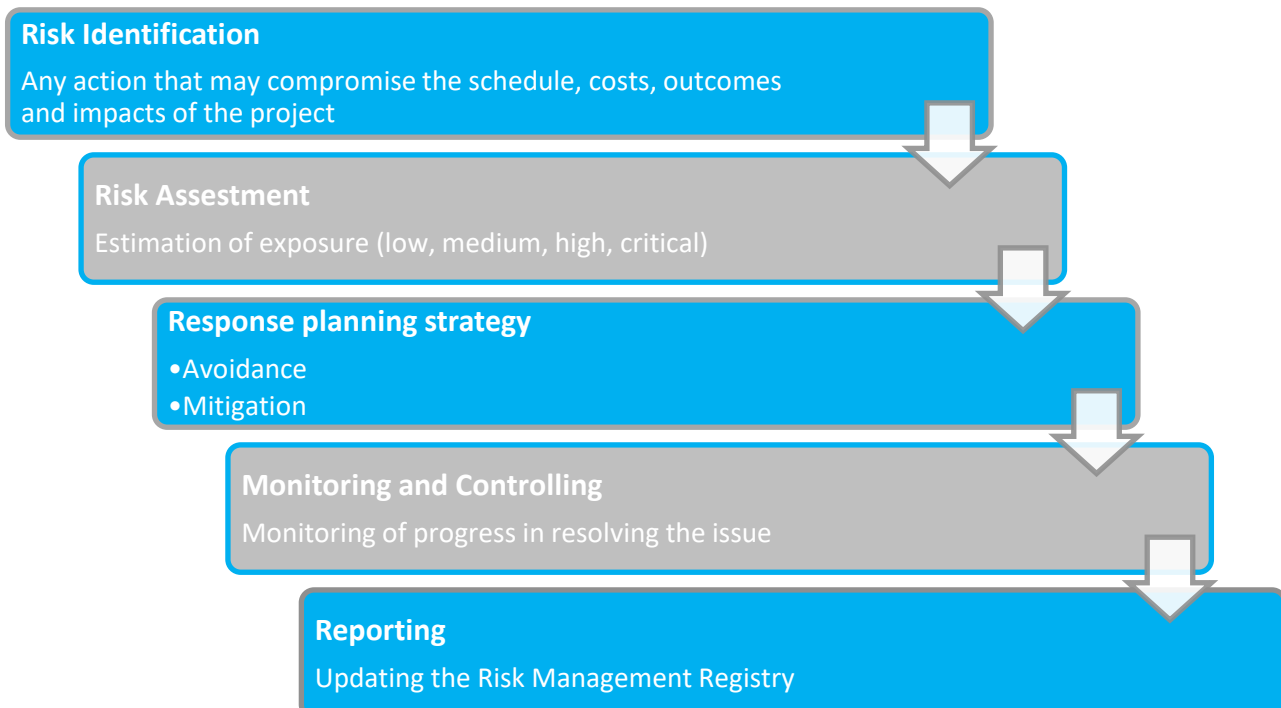 Risk Identification
Any action that may compromise the schedule, costs, outcomes
and impacts of the project
Risk Assestment
Estimation of exposure (low, medium, high, critical)
Response planning strategy
•Avoidance
•Mitigation
Monitoring and Controlling
Monitoring of progress in resolving the issue
Reporting
Updating the Risk Management Registry